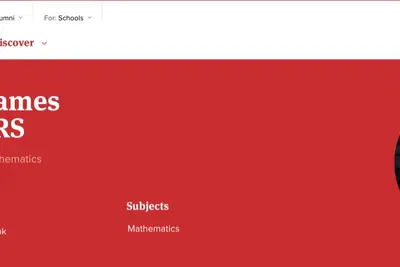 umni
For: Schools
iscover
ames
RS
hematics
Subjects
Mathematics
k